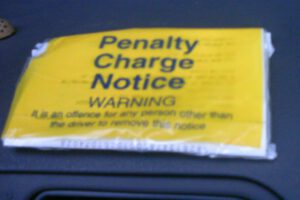 Penalty
Charge
Notice
WARNING
It is an offence for any person other than
the driver to remove this notice